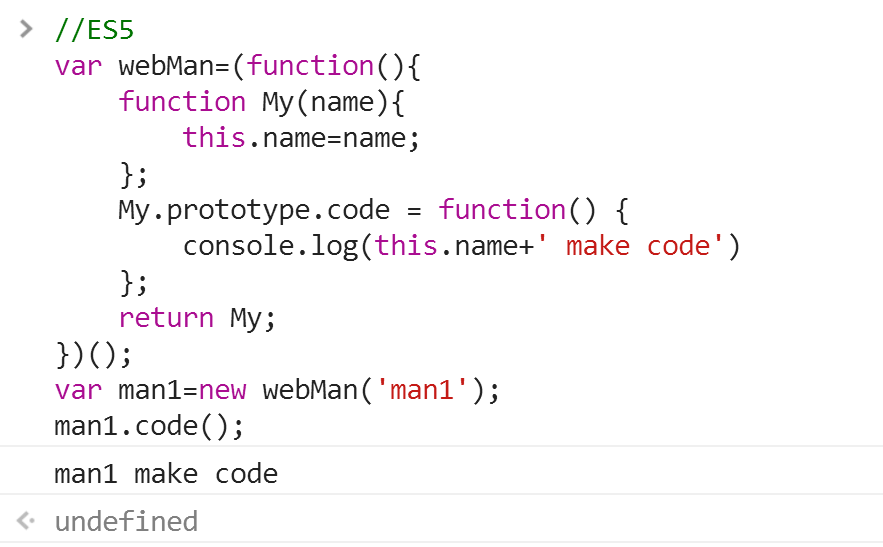 //ES5
var webMan=(function(){
    function My(name){
        this.name=name;
    };
    My.prototype.code = function() {
        console.log(this.name+' make code')
    };
    return My;
})();
var man1=new webMan('man1');
man1.code();
man1 make code
undefined